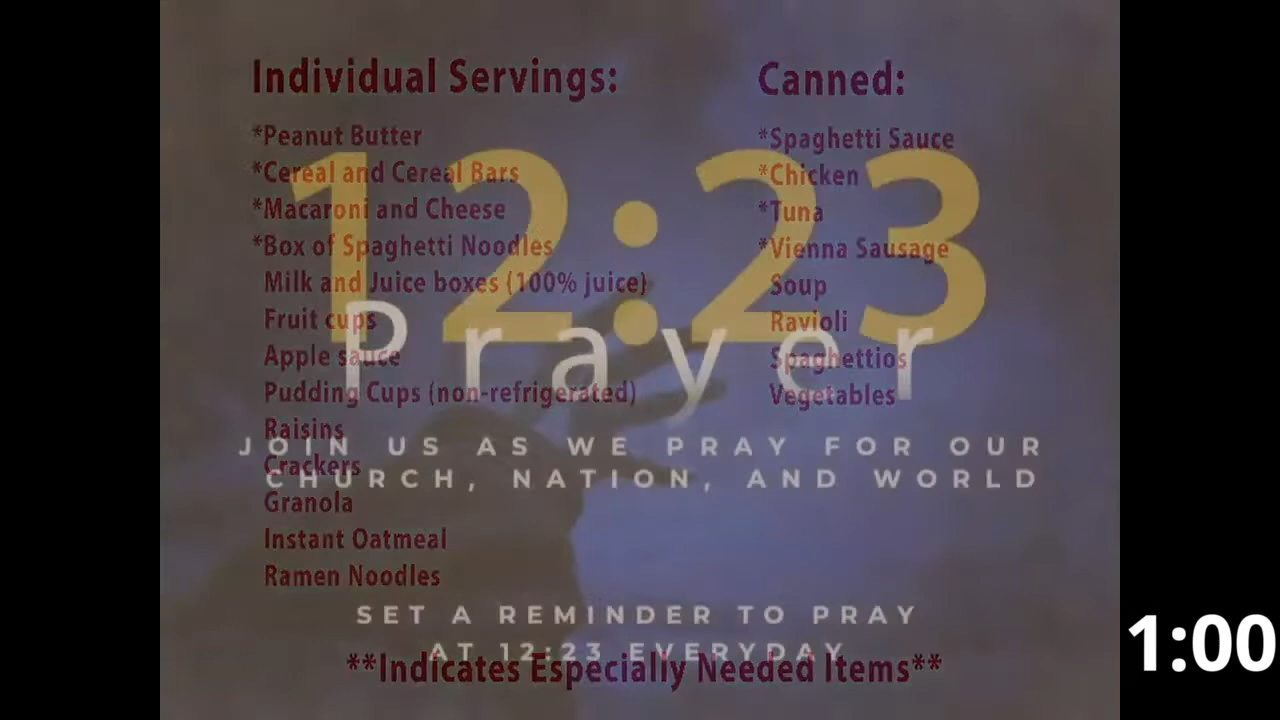 Individual Servings:
*Peanut Butter
*Cereal and Cereal Bars
*Macaroni and Cheese
*Box of Spaghetti Noodles
Milk and Juice boxes (100% juice)
Fruit cups
Apple sauce
Pudding Cups (non-refrigerated)
Raisins
Crackers
Granola
Instant Oatmeal
Ramen Noodles
Canned:
*Spaghetti Sauce
*Chicken
*Tuna
*Vienna Sausage
Soup
Ravioli
Spaghettios
Vegetables
**Indicates Especially Needed Items**
12:23
Prayer
JOIN US AS WE PRAY FOR OUR
CHURCH, NATION, AND WORLD
SET A REMINDER TO PRAY
AT 12:23 EVERYDAY
1:00